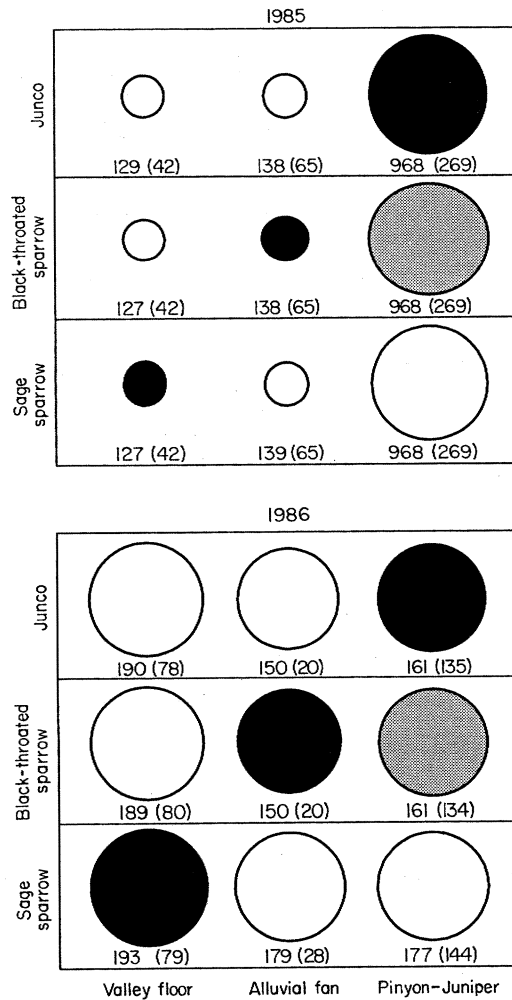 1985
Junco
129 (42) 138 (65) 968 (269)
Black-throated
sparrow
127 (42) 138 (65) 968 (269)
Sage
sparrow
127 (42) 139 (65) 968 (269)
1986
Junco
190 (78) 150 (20) 161 (135)
Black-throated
sparrow
189 (80) 150 (20) 161 (134)
Sage
sparrow
193 (79) 179 (28) 177 (144)
Valley floor Alluvial fan Pinyon-Juniper